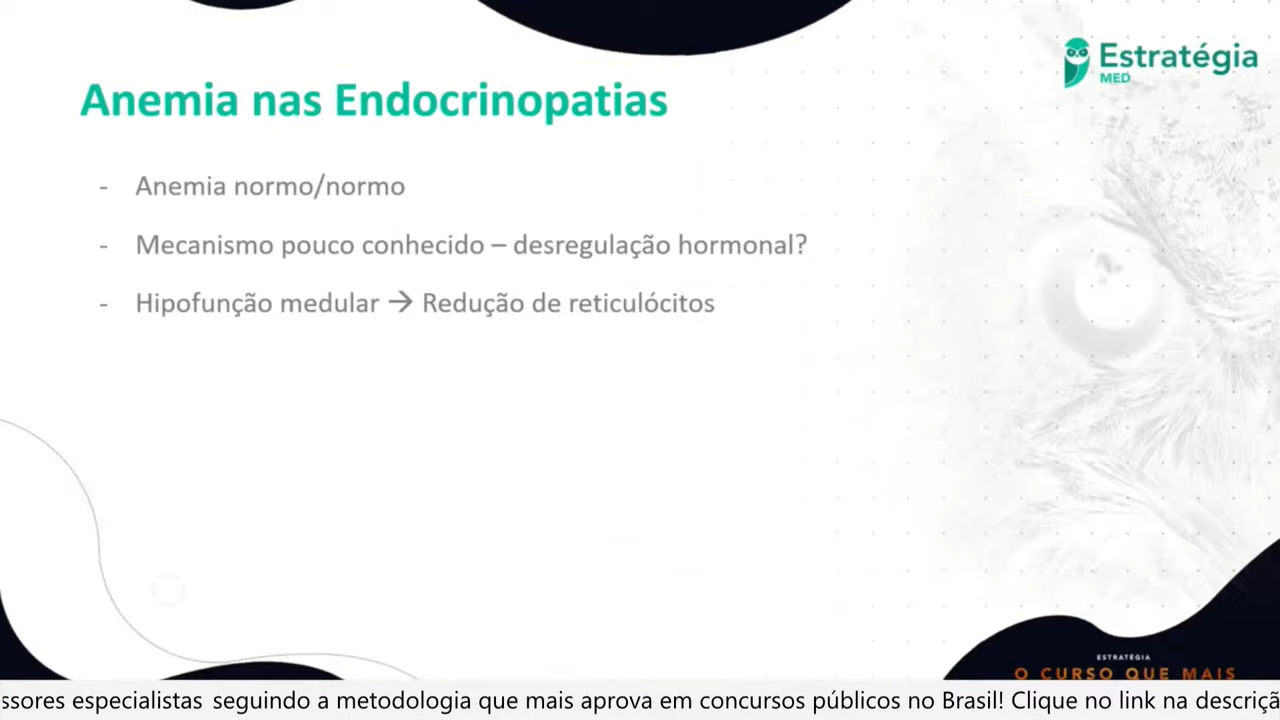 Estratégia
MED
Anemia nas Endocrinopatias
- Anemia normo/normo
- Mecanismo pouco conhecido – desregulação hormonal?
- Hipofunção medular → Redução de reticulócitos
ESTRATÉGIA
O CURSO QUE MAIS
ssores especialistas seguindo a metodologia que mais aprova em concursos públicos no Brasil! Clique no link na descriçã